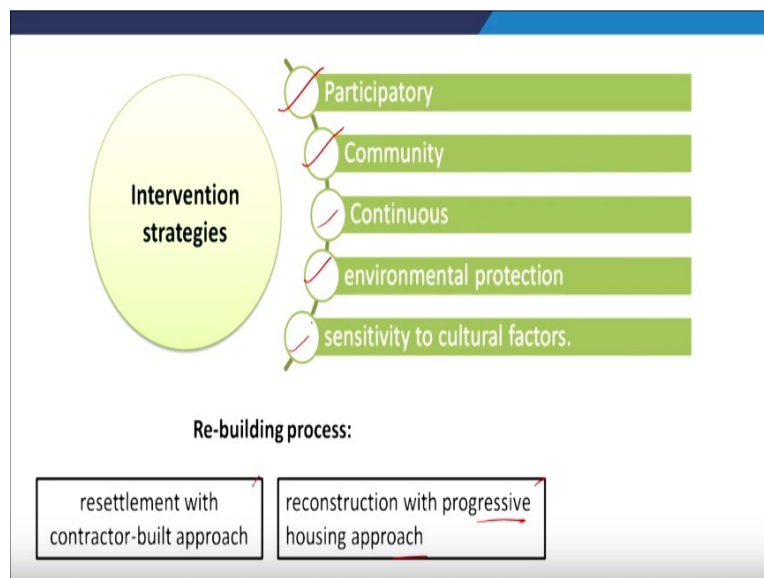 Participatory
Community
Intervention
strategies
Continuous
environmental protection
sensitivity to cultural factors.
Re-building process:
resettlement with
contractor-built approach
reconstruction with progressive
housing approach